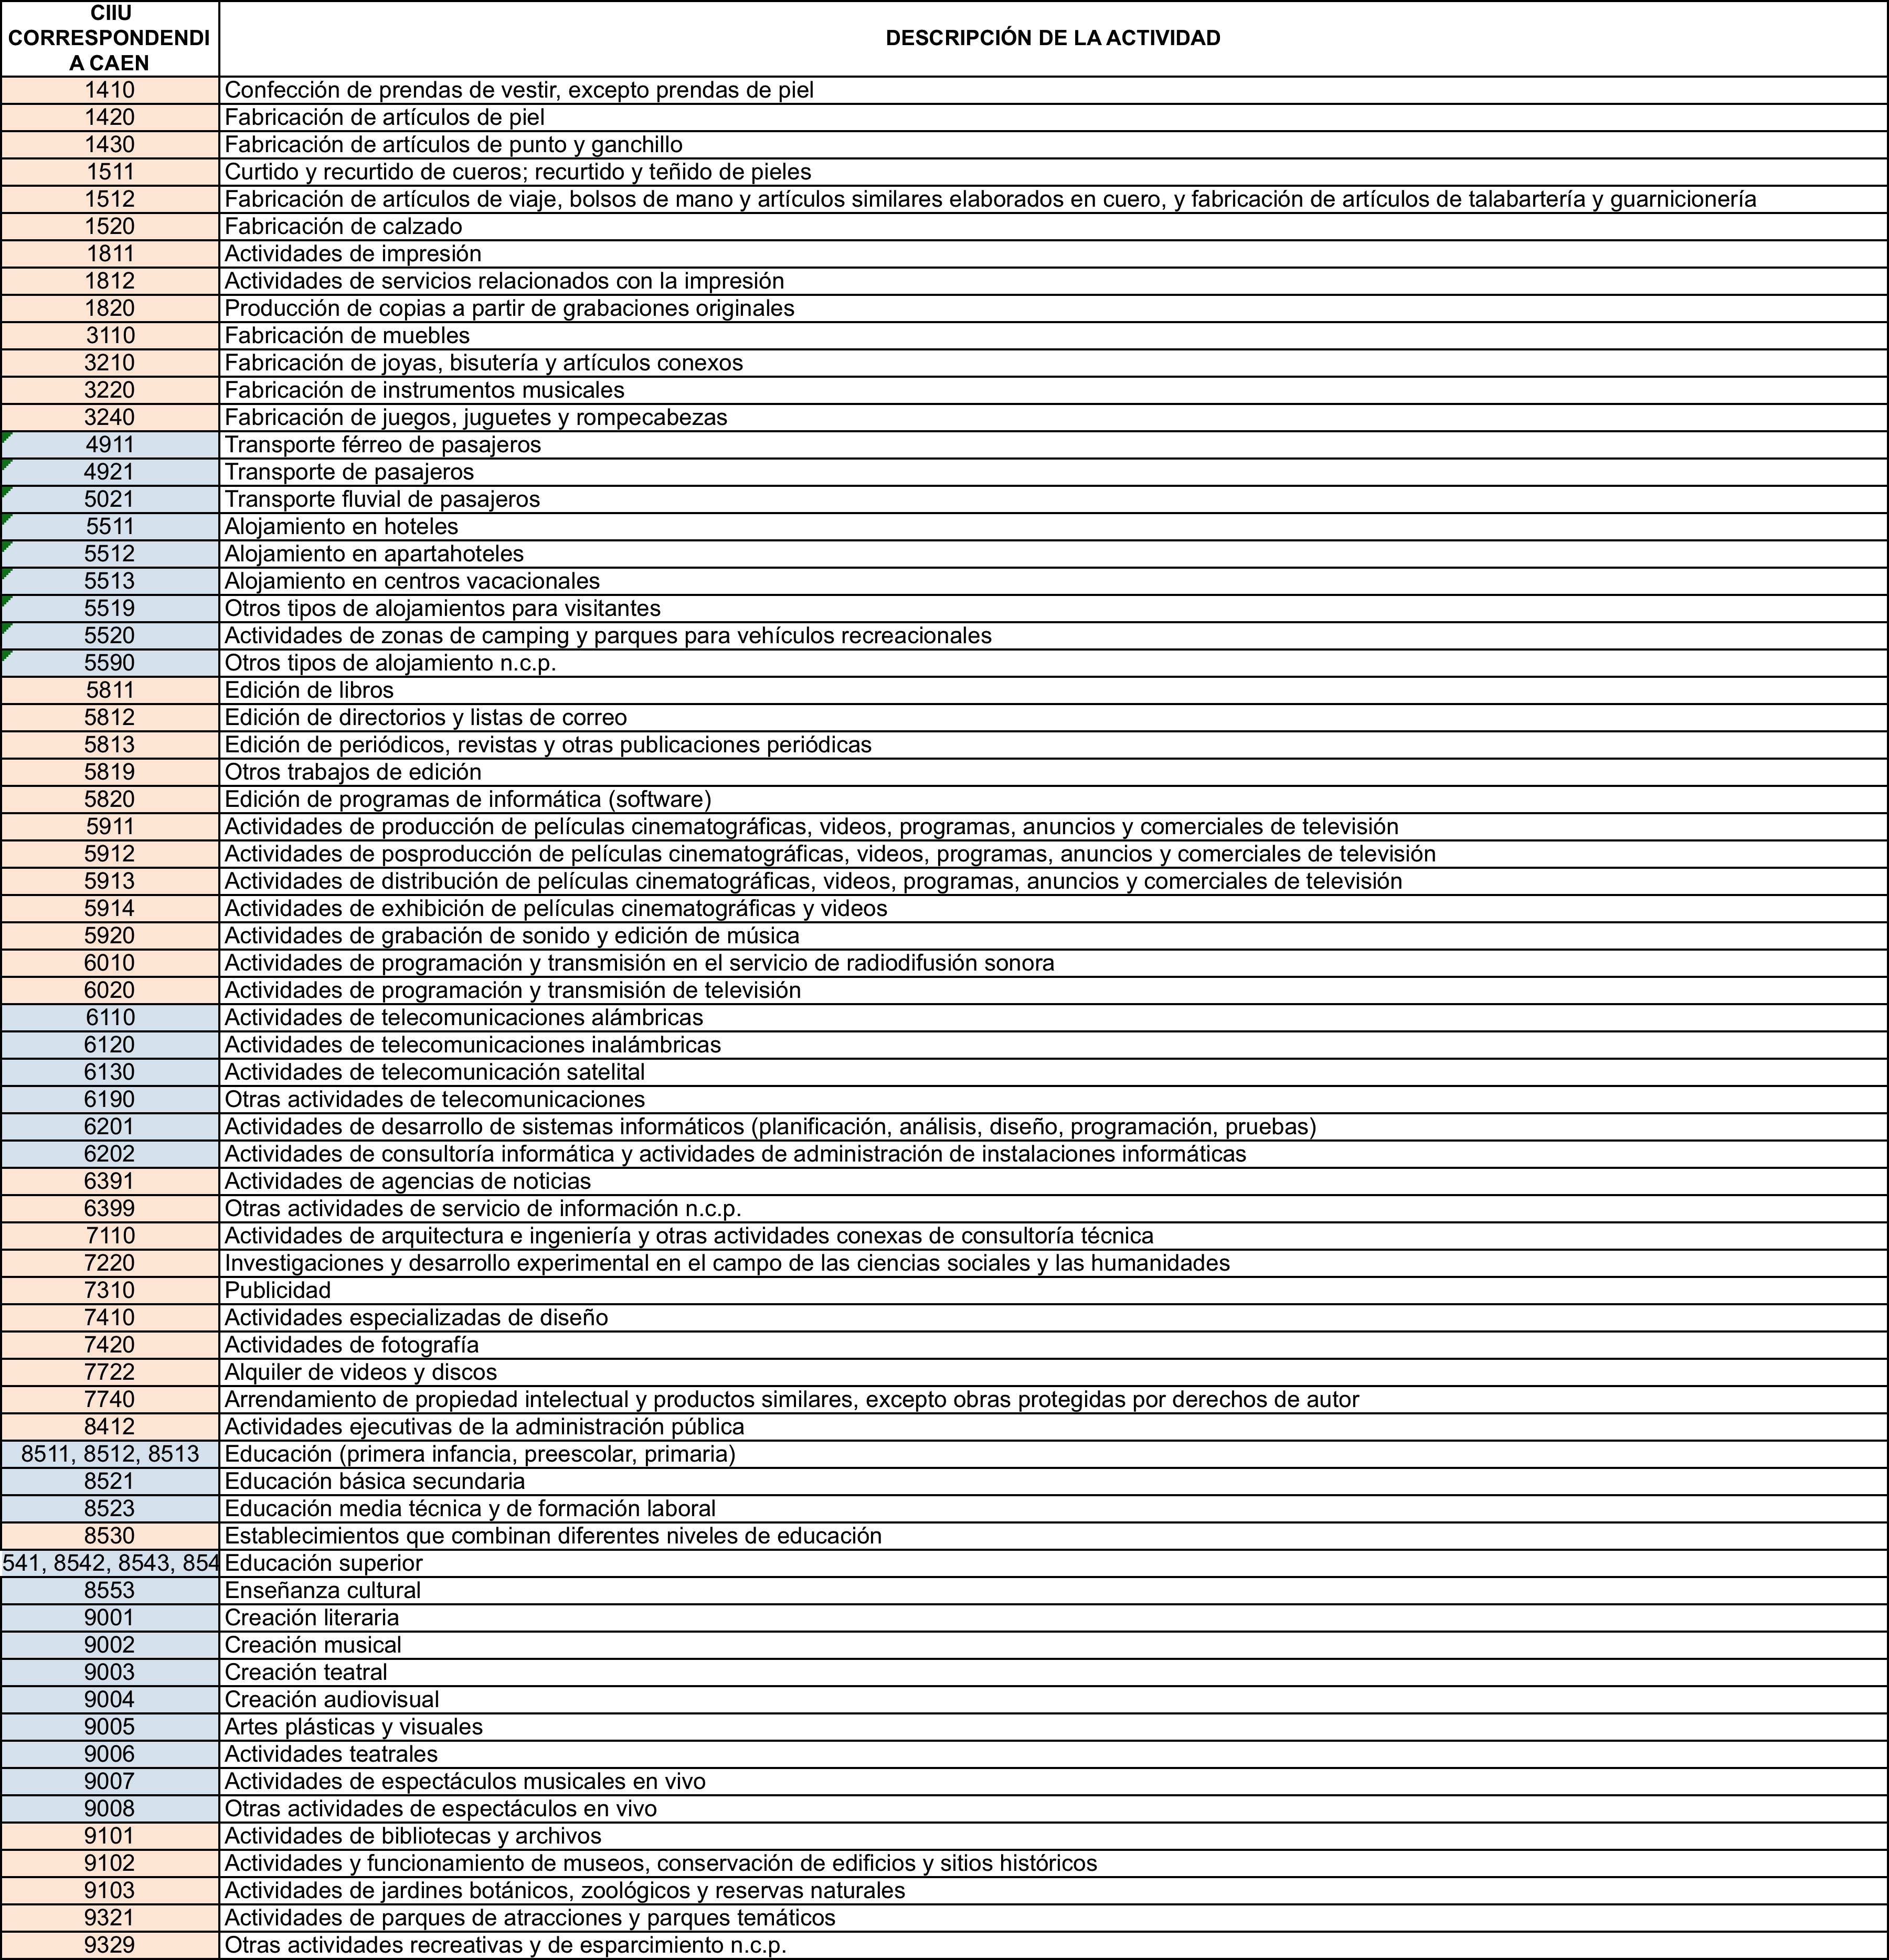 CIIU
CORRESPONDENDI
A CAEN
DESCRIPCIÓN DE LA ACTIVIDAD
1410 Confección de prendas de vestir, excepto prendas de piel
1420 Fabricación de artículos de piel
1430 Fabricación de artículos de punto y ganchillo
1511 Curtido y recurtido de cueros; recurtido y teñido de pieles
1512 Fabricación de artículos de viaje, bolsos de mano y artículos similares elaborados en cuero, y fabricación de artículos de talabartería y guarnicionería
1520 Fabricación de calzado
1811 Actividades de impresión
1812 Actividades de servicios relacionados con la impresión
1820 Producción de copias a partir de grabaciones originales
3110 Fabricación de muebles
3210 Fabricación de joyas, bisutería y artículos conexos
3220 Fabricación de instrumentos musicales
3240 Fabricación de juegos, juguetes y rompecabezas
4911 Transporte férreo de pasajeros
4921 Transporte de pasajeros
5021 Transporte fluvial de pasajeros
5511 Alojamiento en hoteles
5512 Alojamiento en apartahoteles
5513 Alojamiento en centros vacacionales
5519 Otros tipos de alojamientos para visitantes
5520 Actividades de zonas de camping y parques para vehículos recreacionales
5590 Otros tipos de alojamiento n.c.p.
5811 Edición de libros
5812 Edición de directorios y listas de correo
5813 Edición de periódicos, revistas y otras publicaciones periódicas
5819 Otros trabajos de edición
5820 Edición de programas de informática (software)
5911 Actividades de producción de películas cinematográficas, videos, programas, anuncios y comerciales de televisión
5912 Actividades de posproducción de películas cinematográficas, videos, programas, anuncios y comerciales de televisión
5913 Actividades de distribución de películas cinematográficas, videos, programas, anuncios y comerciales de televisión
5914 Actividades de exhibición de películas cinematográficas y videos
5920 Actividades de grabación de sonido y edición de música
6010 Actividades de programación y transmisión en el servicio de radiodifusión sonora
6020 Actividades de programación y transmisión de televisión
6110 Actividades de telecomunicaciones alámbricas
6120 Actividades de telecomunicaciones inalámbricas
6130 Actividades de telecomunicación satelital
6190 Otras actividades de telecomunicaciones
6201 Actividades de desarrollo de sistemas informáticos (planificación, análisis, diseño, programación, pruebas)
6202 Actividades de consultoría informática y actividades de administración de instalaciones informáticas
6391 Actividades de agencias de noticias
6399 Otras actividades de servicio de información n.c.p.
7110 Actividades de arquitectura e ingeniería y otras actividades conexas de consultoría técnica
7220 Investigaciones y desarrollo experimental en el campo de las ciencias sociales y las humanidades
7310 Publicidad
7410 Actividades especializadas de diseño
7420 Actividades de fotografía
7722 Alquiler de videos y discos
7740 Arrendamiento de propiedad intelectual y productos similares, excepto obras protegidas por derechos de autor
8412 Actividades ejecutivas de la administración pública
8511, 8512, 8513 Educación (primera infancia, preescolar, primaria)
8521 Educación básica secundaria
8523 Educación media técnica y de formación laboral
8530 Establecimientos que combinan diferentes niveles de educación
541, 8542, 8543, 854 Educación superior
8553 Enseñanza cultural
9001 Creación literaria
9002 Creación musical
9003 Creación teatral
9004 Creación audiovisual
9005 Artes plásticas y visuales
9006 Actividades teatrales
9007 Actividades de espectáculos musicales en vivo
9008 Otras actividades de espectáculos en vivo
9101 Actividades de bibliotecas y archivos
9102 Actividades y funcionamiento de museos, conservación de edificios y sitios históricos
9103 Actividades de jardines botánicos, zoológicos y reservas naturales
9321 Actividades de parques de atracciones y parques temáticos
9329 Otras actividades recreativas y de esparcimiento n.c.p.